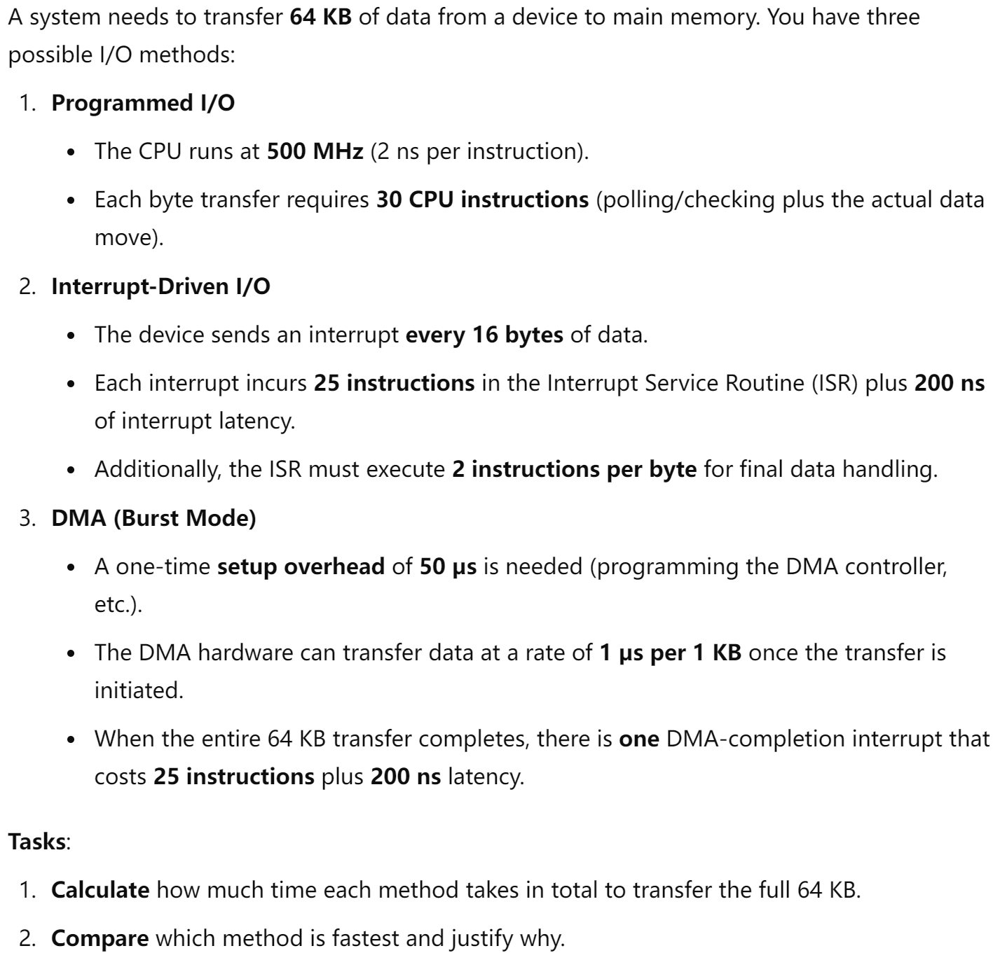 A system needs to transfer 64 KB of data from a device to main memory. You have three
possible I/O methods:
1. Programmed I/O
• The CPU runs at 500 MHz (2 ns per instruction).
• Each byte transfer requires 30 CPU instructions (polling/checking plus the actual data
move).
2. Interrupt-Driven I/O
• The device sends an interrupt every 16 bytes of data.
• Each interrupt incurs 25 instructions in the Interrupt Service Routine (ISR) plus 200 ns
of interrupt latency.
• Additionally, the ISR must execute 2 instructions per byte for final data handling.
3. DMA (Burst Mode)
• A one-time setup overhead of 50 μs is needed (programming the DMA controller,
etc.).
• The DMA hardware can transfer data at a rate of 1 μs per 1 KB once the transfer is
initiated.
• When the entire 64 KB transfer completes, there is one DMA-completion interrupt that
costs 25 instructions plus 200 ns latency.
Tasks:
1. Calculate how much time each method takes in total to transfer the full 64 KB.
2. Compare which method is fastest and justify why.